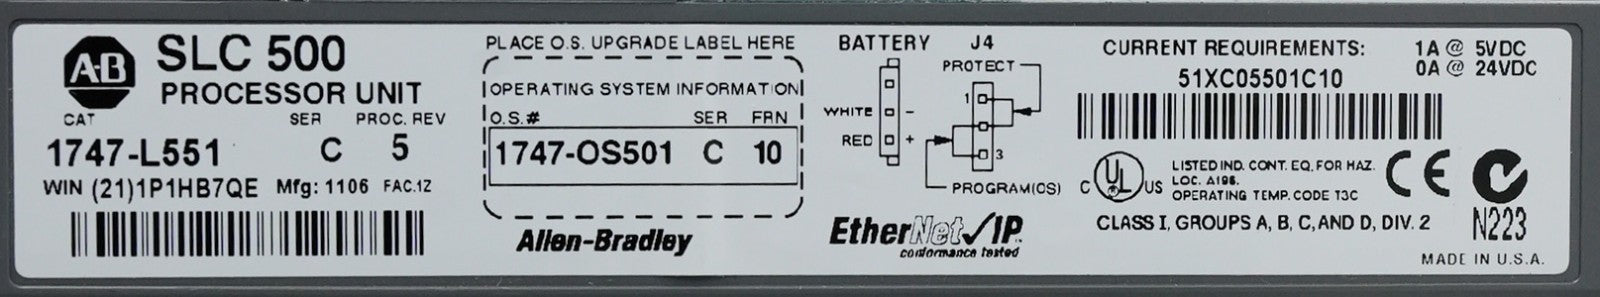 AB
SLC 500
PROCESSOR UNIT
CAT SER PROC. REV
1747-L551 C 5
WIN (21)1P1HB7QE Mfg: 1106 FAC.1Z
PLACE O.S. UPGRADE LABEL HERE
OPERATING SYSTEM INFORMATION
O.S.# SER FRN
1747-OS501 C 10
Allen-Bradley
BATTERY J4
PROTECT
1
WHITE -
RED +
3
PROGRAM(OS)
EtherNet/IP
conformance tested
CURRENT REQUIREMENTS: 1A @ 5VDC
0A @ 24VDC
51XC05501C10
C UL US
LISTED IND. CONT. EQ. FOR HAZ.
LOC. A196.
OPERATING TEMP. CODE T3C
CE
CLASS I, GROUPS A, B, C, AND D, DIV. 2
N223
MADE IN U.S.A.